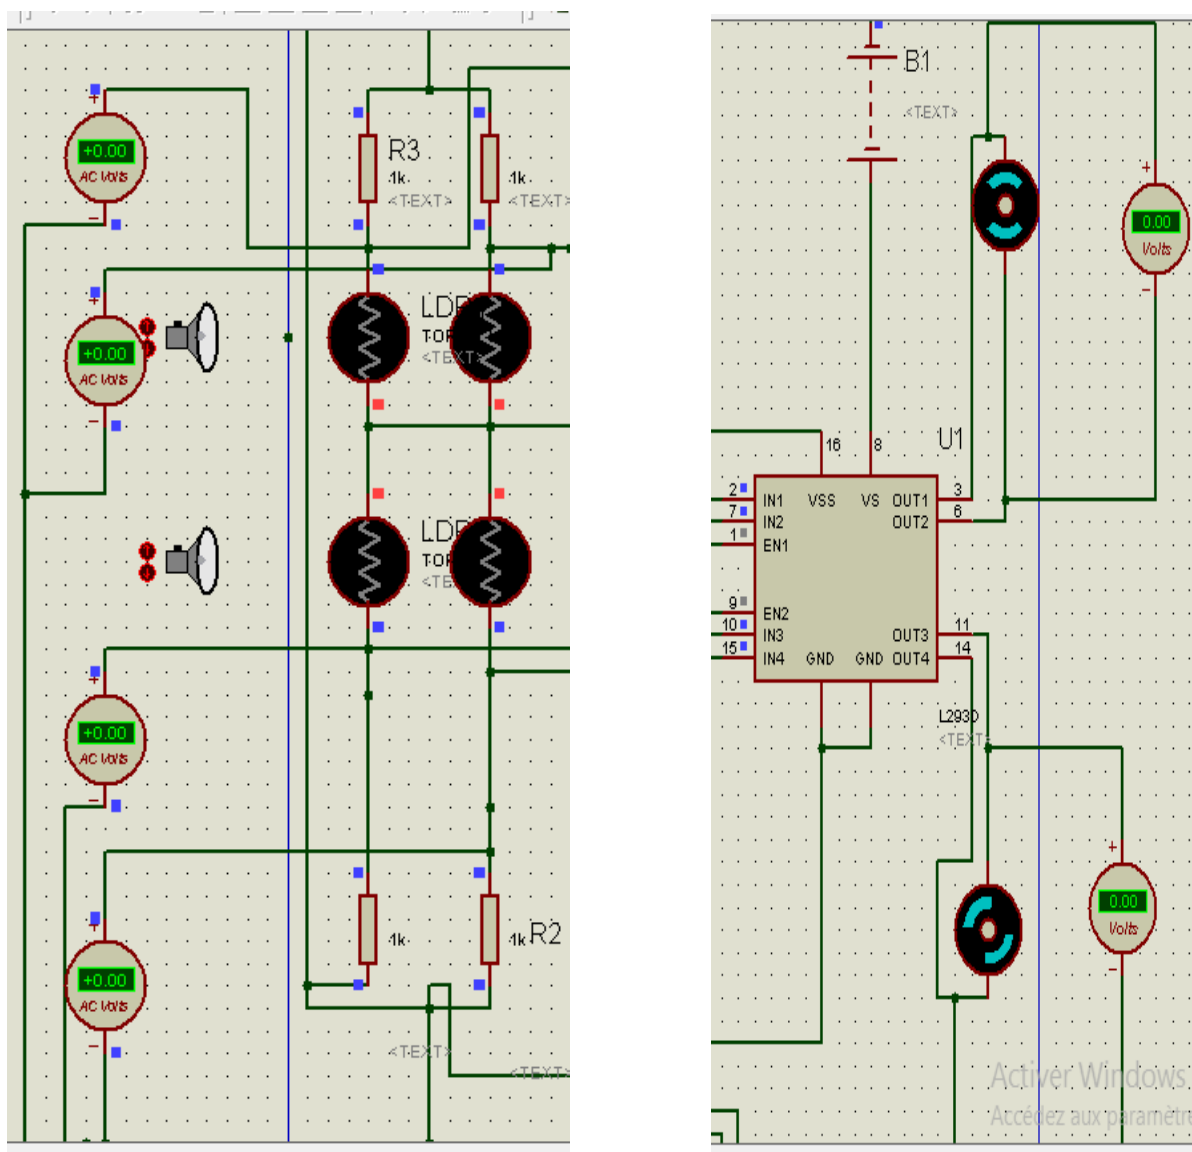 +0.00
AC Volts
R3
1k
<TEXT>
1k
<TEXT>
+0.00
AC Volts
LDR
TOR
<TEXT>
LDR
TOR
<TE
+0.00
AC Volts
+0.00
AC Volts
1k
1k
R2
<TEXT>
<TEXT>
B1
<TEXT>
+
0.00
Volts
−
16
8
U1
2
IN1
VSS
VS
OUT1
3
7
IN2
OUT2
6
1
EN1
9
EN2
10
IN3
OUT3
11
15
IN4
GND
GND
OUT4
14
L293D
<TEXT>
+
0.00
Volts
−
Activer Windows
Accédez aux paramètre